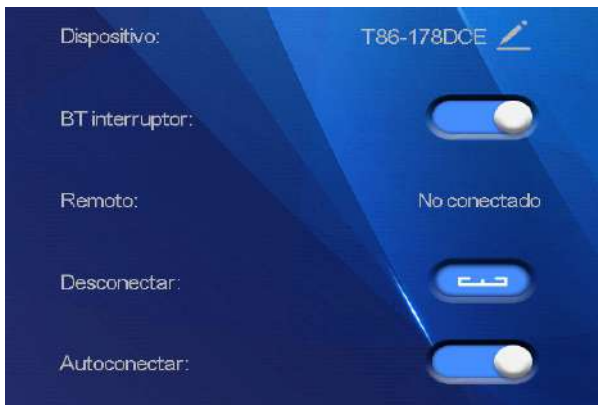 Dispositivo: T86-178DCE
BT interruptor:
Remoto: No conectado
Desconectar:
Autoconectar: